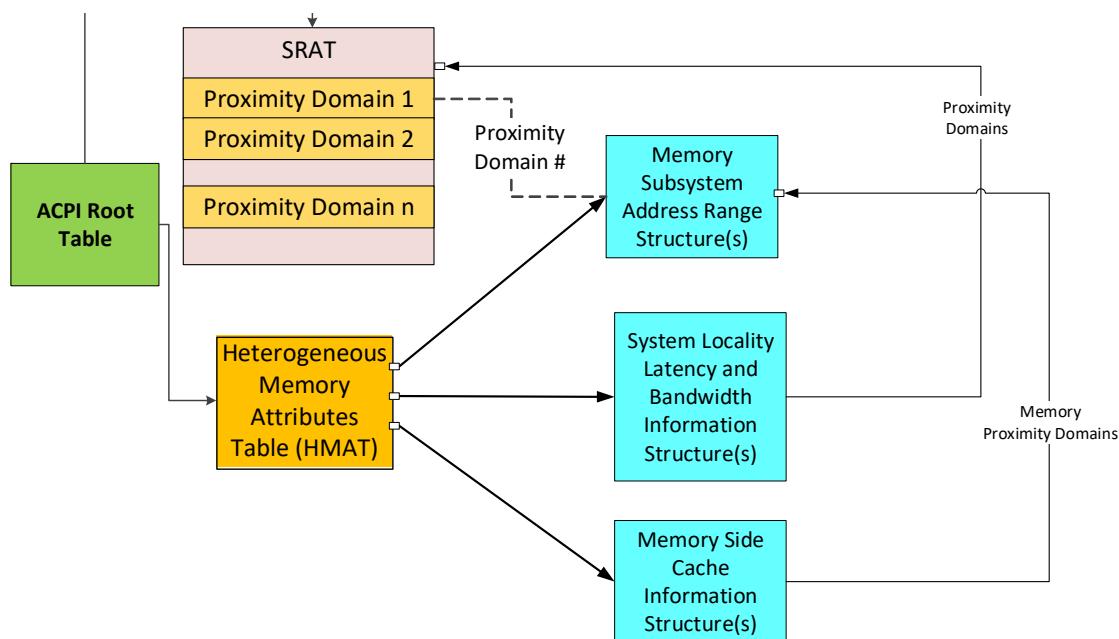 SRAT
Proximity Domain 1
Proximity Domain 2
Proximity Domain n
ACPI Root
Table
Proximity
Domain #
Memory
Subsystem
Address Range
Structure(s)
Proximity
Domains
Heterogeneous
Memory
Attributes
Table (HMAT)
System Locality
Latency and
Bandwidth
Information
Structure(s)
Memory
Proximity Domains
Memory Side
Cache
Information
Structure(s)